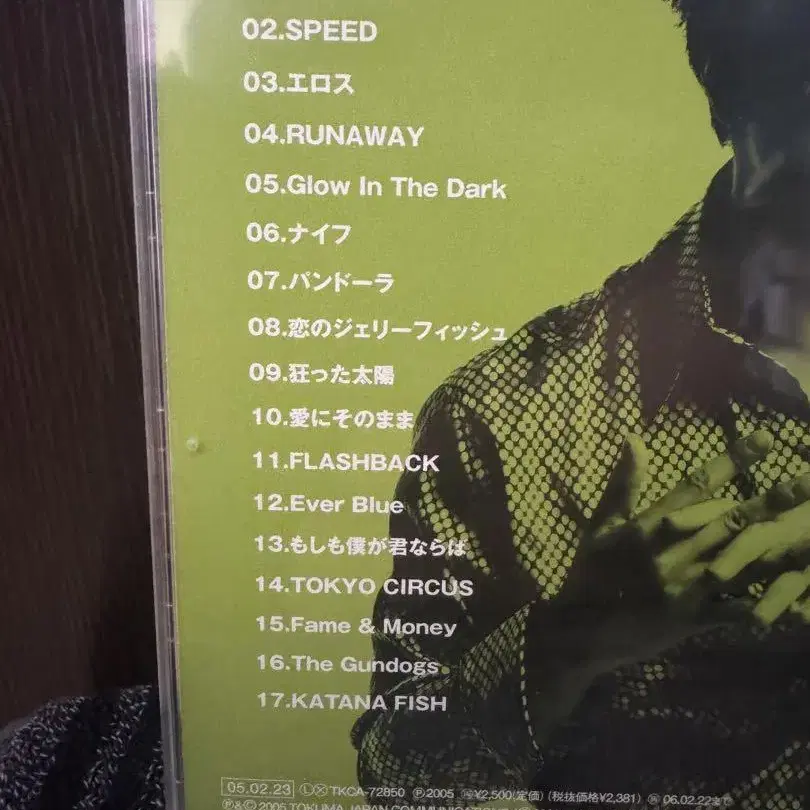 02.SPEED
03.エロス
04.RUNAWAY
05.Glow In The Dark
06.ナイフ
07.パンドーラ
08.恋のジェリーフィッシュ
09.狂った太陽
10.愛にそのまま
11.FLASHBACK
12.Ever Blue
13.もしも僕が君ならば
14.TOKYO CIRCUS
15.Fame & Money
16.The Gundogs
17.KATANA FISH
05.02.23 TKCA-72850 Ⓟ2005 ¥2,500(定価) (税抜価格¥2,381) 06.02.22まで
Ⓟ&© 2005 TOKUMA JAPAN COMMUNICATIONS